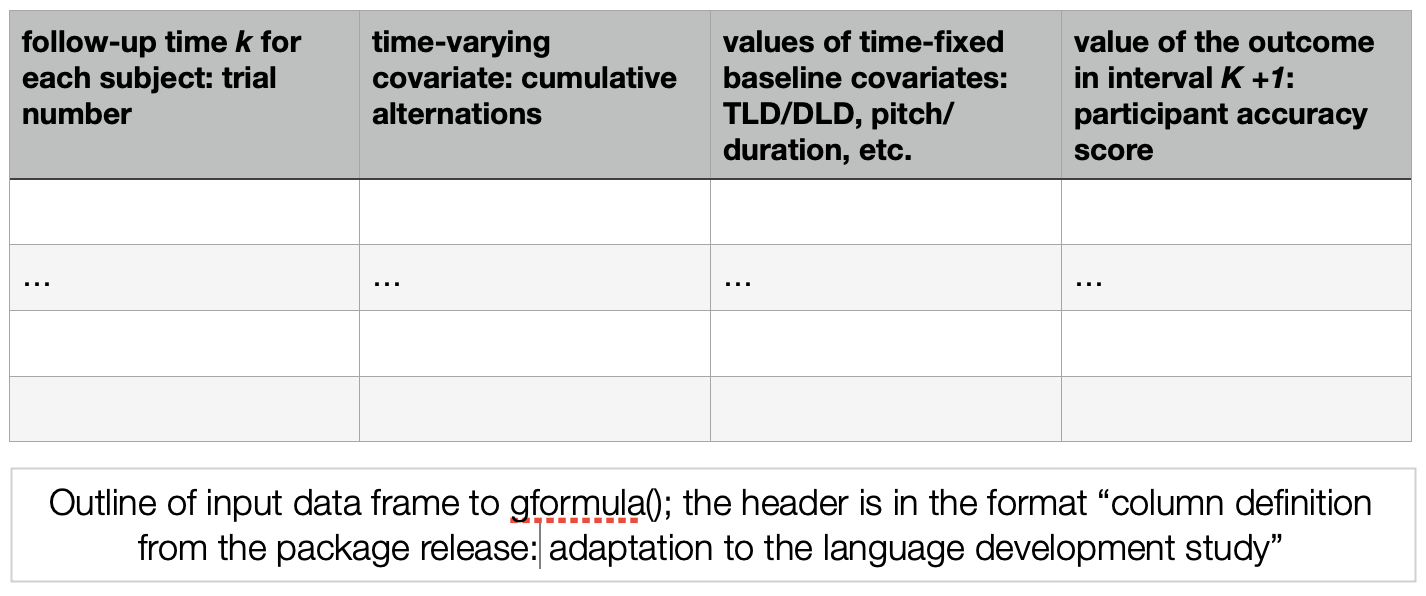 follow-up time k for
each subject: trial
number
time-varying
covariate: cumulative
alternations
values of time-fixed
baseline covariates:
TLD/DLD, pitch/
duration, etc.
value of the outcome
in interval K +1:
participant accuracy
score
… … … …
Outline of input data frame to gformula(); the header is in the format “column definition
from the package release: adaptation to the language development study”